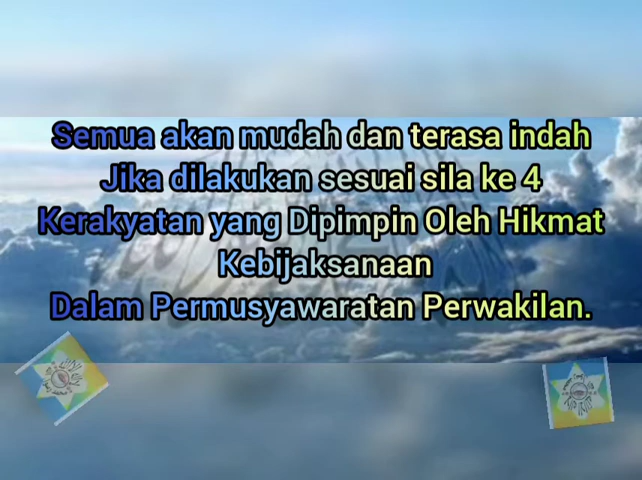 Semua akan mudah dan terasa indah
Jika dilakukan sesuai sila ke 4
Kerakyatan yang Dipimpin Oleh Hikmat
Kebijaksanaan
Dalam Permusyawaratan Perwakilan.